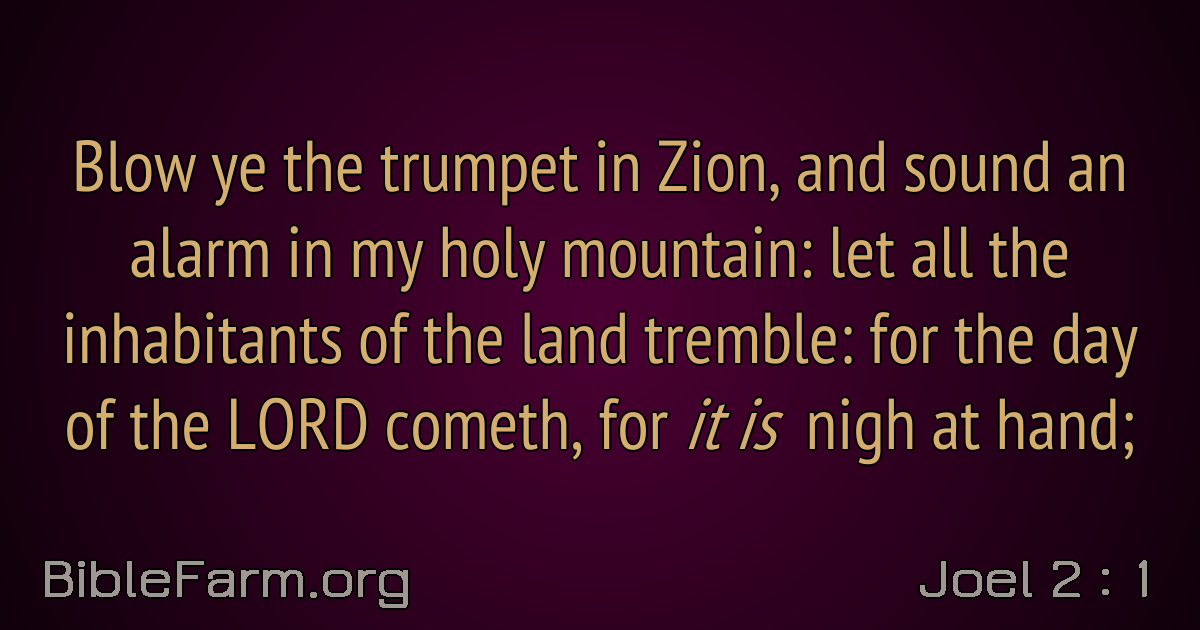 Blow ye the trumpet in Zion, and sound an
alarm in my holy mountain: let all the
inhabitants of the land tremble: for the day
of the LORD cometh, for it is nigh at hand;
BibleFarm.org
Joel 2 : 1